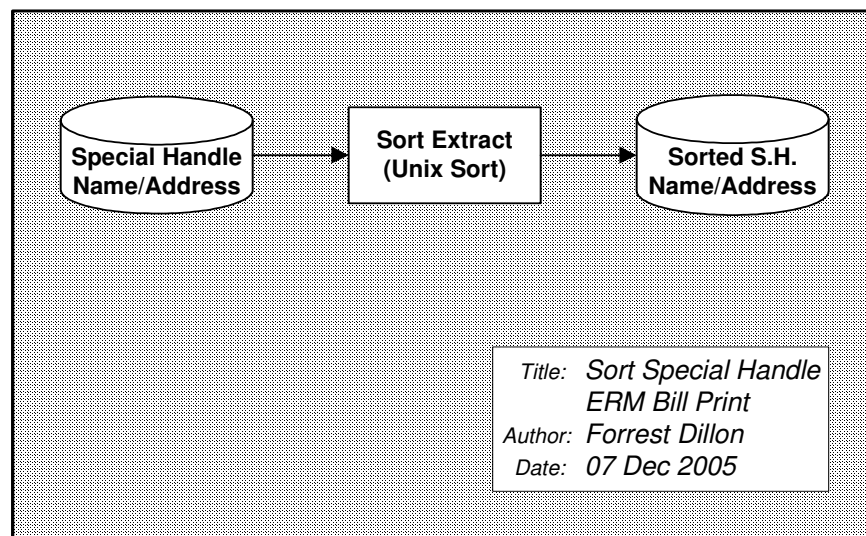 Special Handle
Name/Address
Sort Extract
(Unix Sort)
Sorted S.H.
Name/Address
Title: Sort Special Handle
ERM Bill Print
Author: Forrest Dillon
Date: 07 Dec 2005